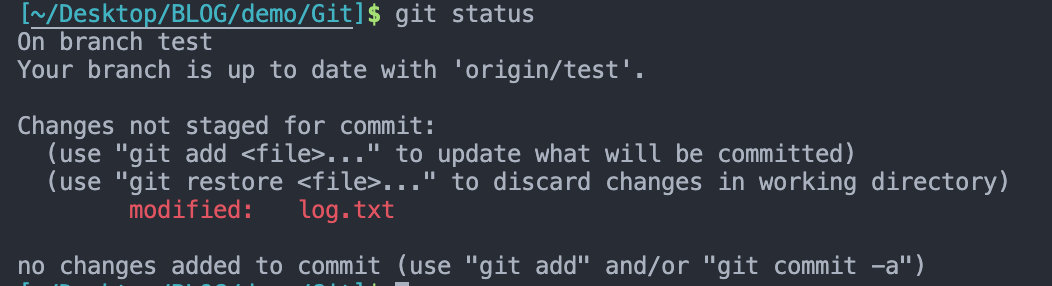 [~/Desktop/BLOG/demo/Git]$ git status
On branch test
Your branch is up to date with 'origin/test'.
Changes not staged for commit:
(use "git add <file>..." to update what will be committed)
(use "git restore <file>..." to discard changes in working directory)
modified:   log.txt
no changes added to commit (use "git add" and/or "git commit -a")